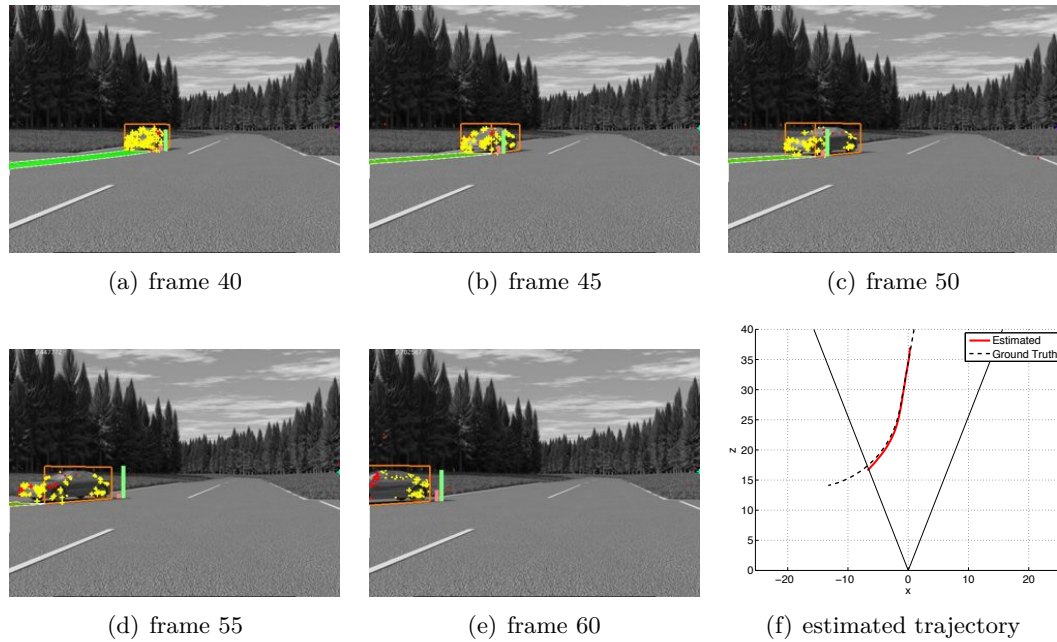 (a) frame 40
(b) frame 45
(c) frame 50
40
35
30
25
20
15
10
5
0
z
−20
−10
0
10
20
x
Estimated
Ground Truth
(d) frame 55
(e) frame 60
(f) estimated trajectory